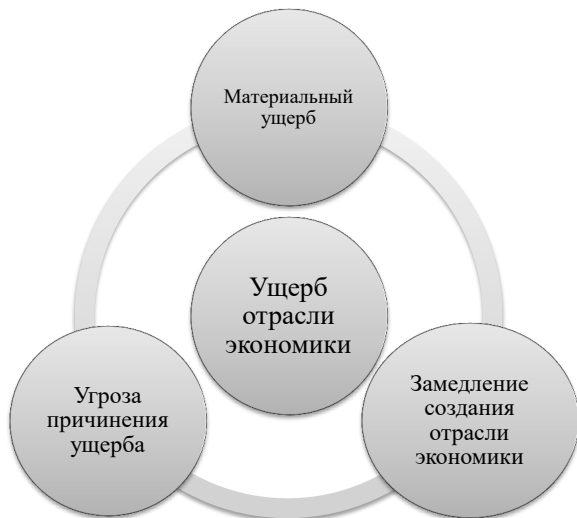 Материальный
ущерб
Ущерб
отрасли
экономики
Угроза
причинения
ущерба
Замедление
создания
отрасли
экономики